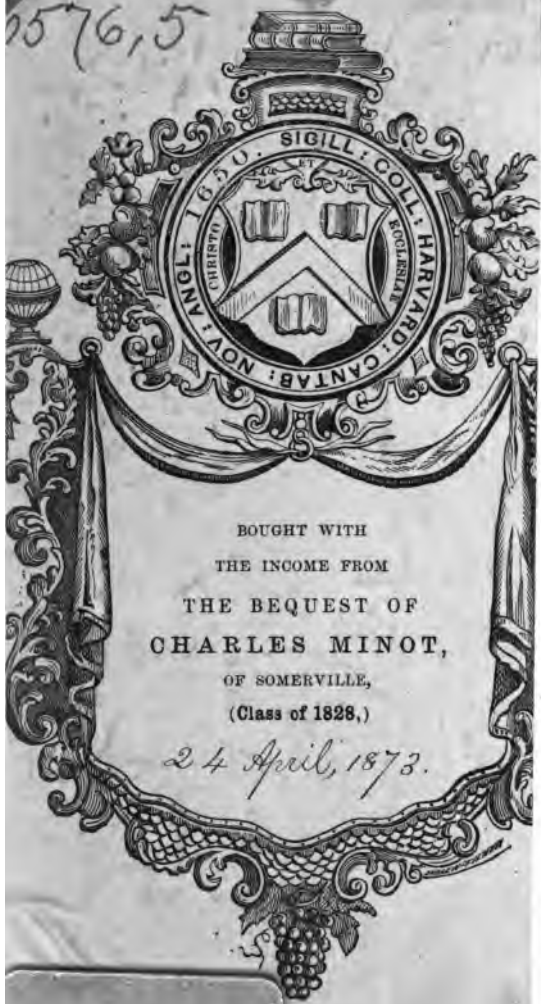 576,5
SIGILL: COLL: HARVARD: CANTAB: NOV: ANGL: 1650.
CHRISTO ET ECCLESIAE
BOUGHT WITH
THE INCOME FROM
THE BEQUEST OF
CHARLES MINOT,
OF SOMERVILLE,
(Class of 1828,)
24 April, 1873.